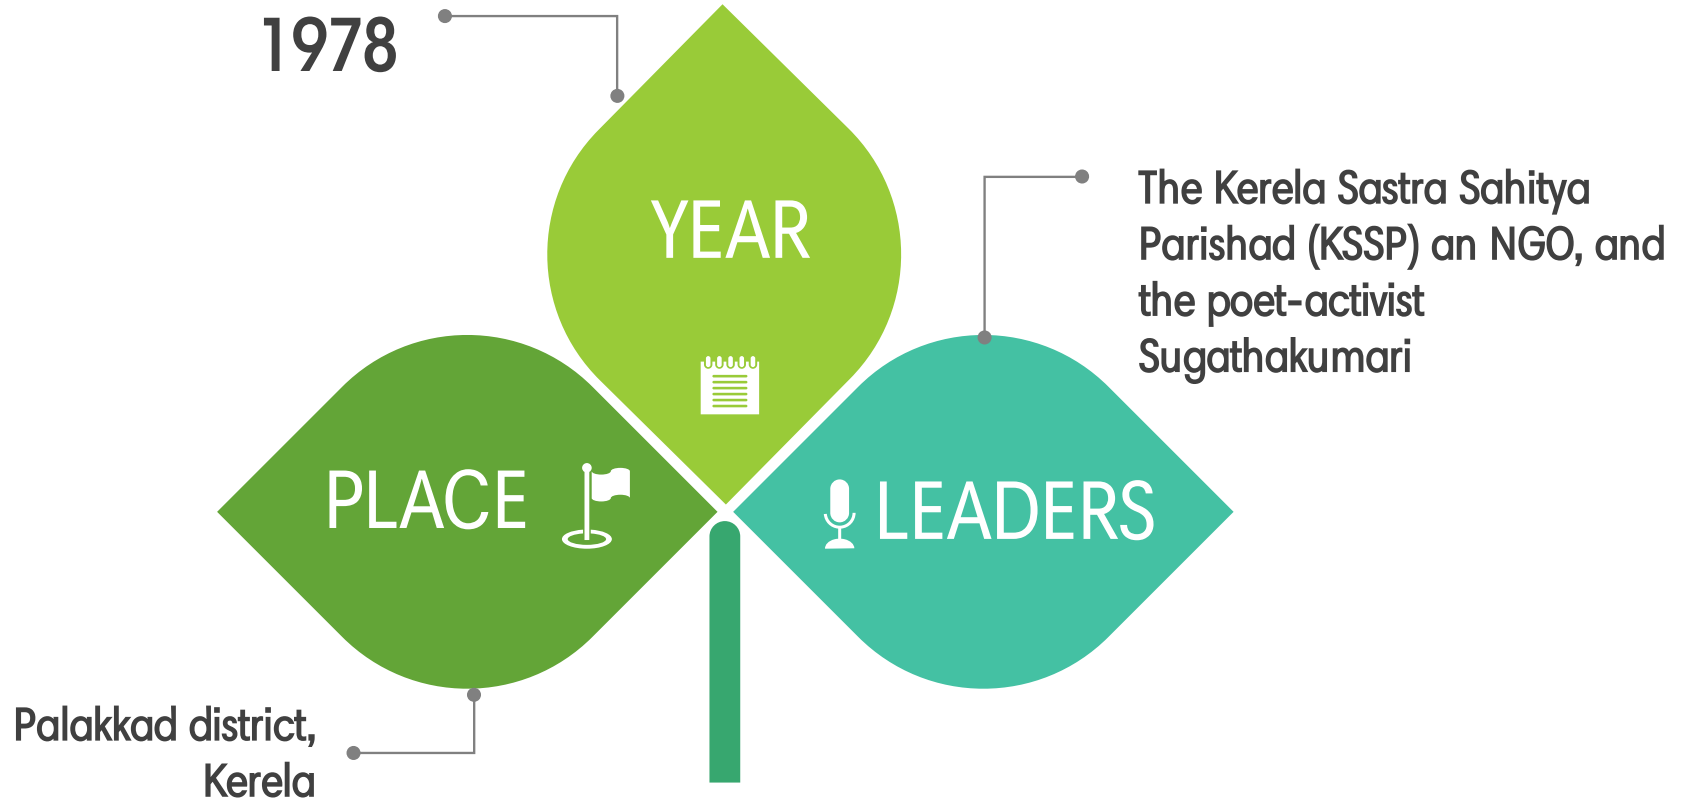 1978
YEAR
The Kerela Sastra Sahitya
Parishad (KSSP) an NGO, and
the poet-activist
Sugathakumari
PLACE
LEADERS
Palakkad district,
Kerela